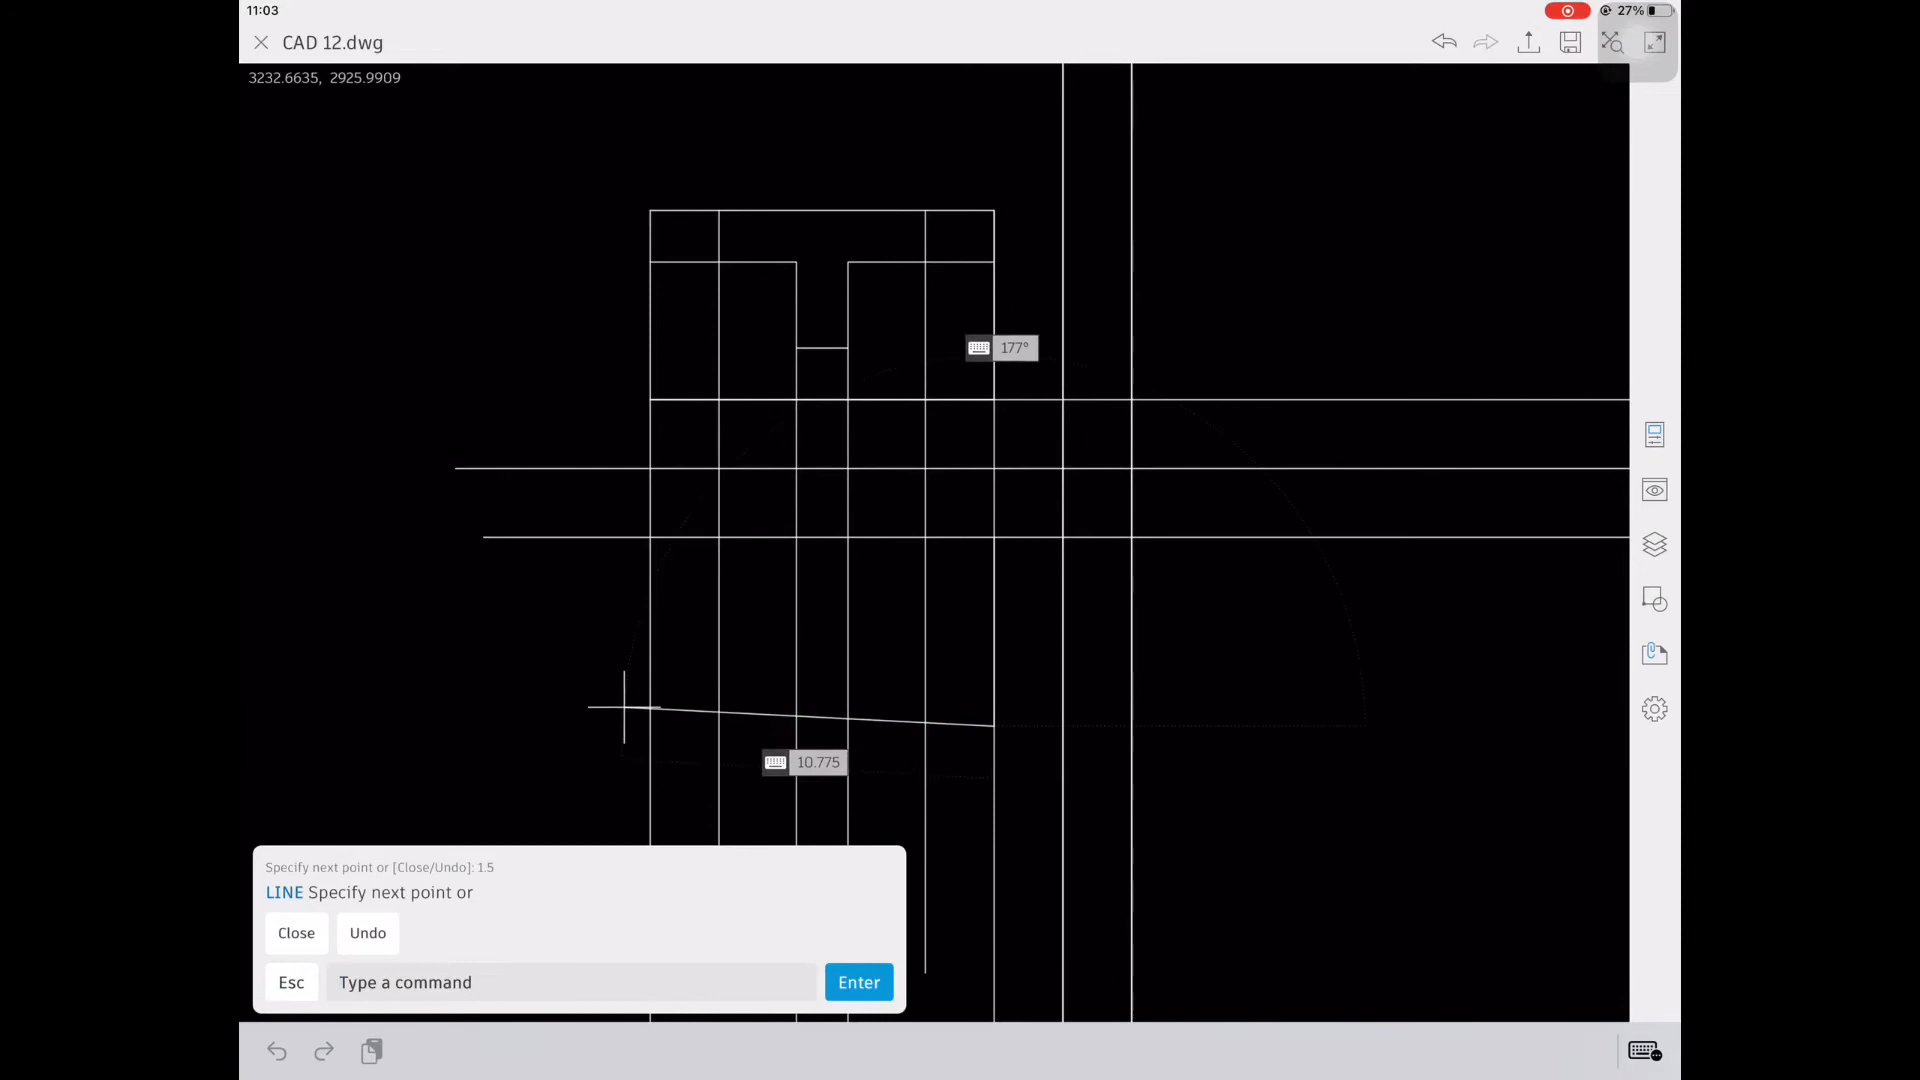 11:03
27%
CAD 12.dwg
3232.6635, 2925.9909
177°
10.775
Specify next point or [Close/Undo]: 1.5
LINE Specify next point or
Close Undo
Esc Type a command Enter